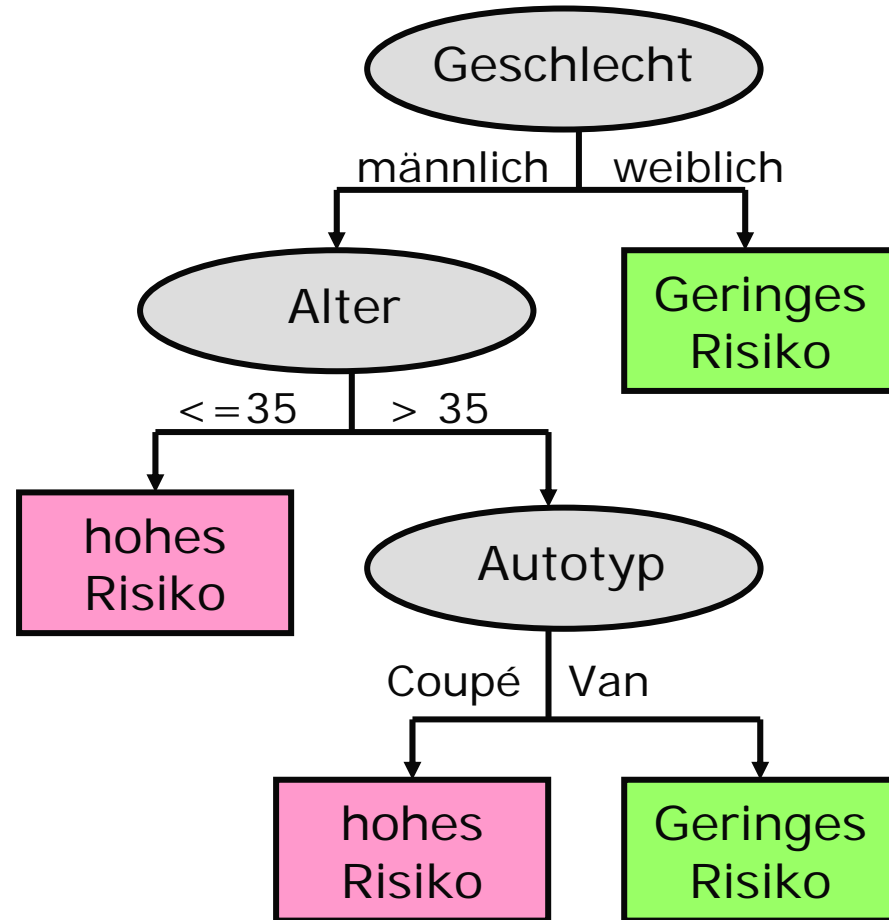 Geschlecht
männlich weiblich
Alter
Geringes
Risiko
<=35 > 35
hohes
Risiko
Autotyp
Coupé Van
hohes
Risiko
Geringes
Risiko